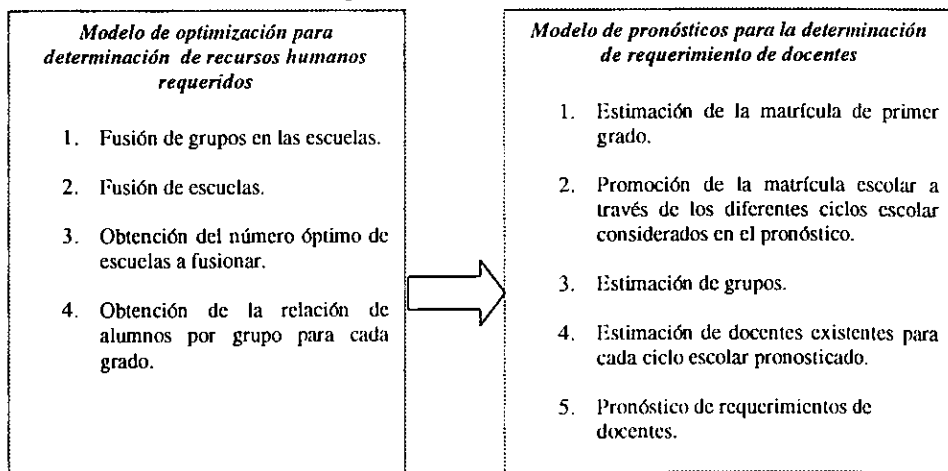 Modelo de optimización para
determinación de recursos humanos
requeridos
1. Fusión de grupos en las escuelas.
2. Fusión de escuelas.
3. Obtención del número óptimo de
escuelas a fusionar.
4. Obtención de la relación de
alumnos por grupo para cada
grado.
Modelo de pronósticos para la determinación
de requerimiento de docentes
1. Estimación de la matrícula de primer
grado.
2. Promoción de la matrícula escolar a
través de los diferentes ciclos escolar
considerados en el pronóstico.
3. Estimación de grupos.
4. Estimación de docentes existentes para
cada ciclo escolar pronosticado.
5. Pronóstico de requerimientos de
docentes.